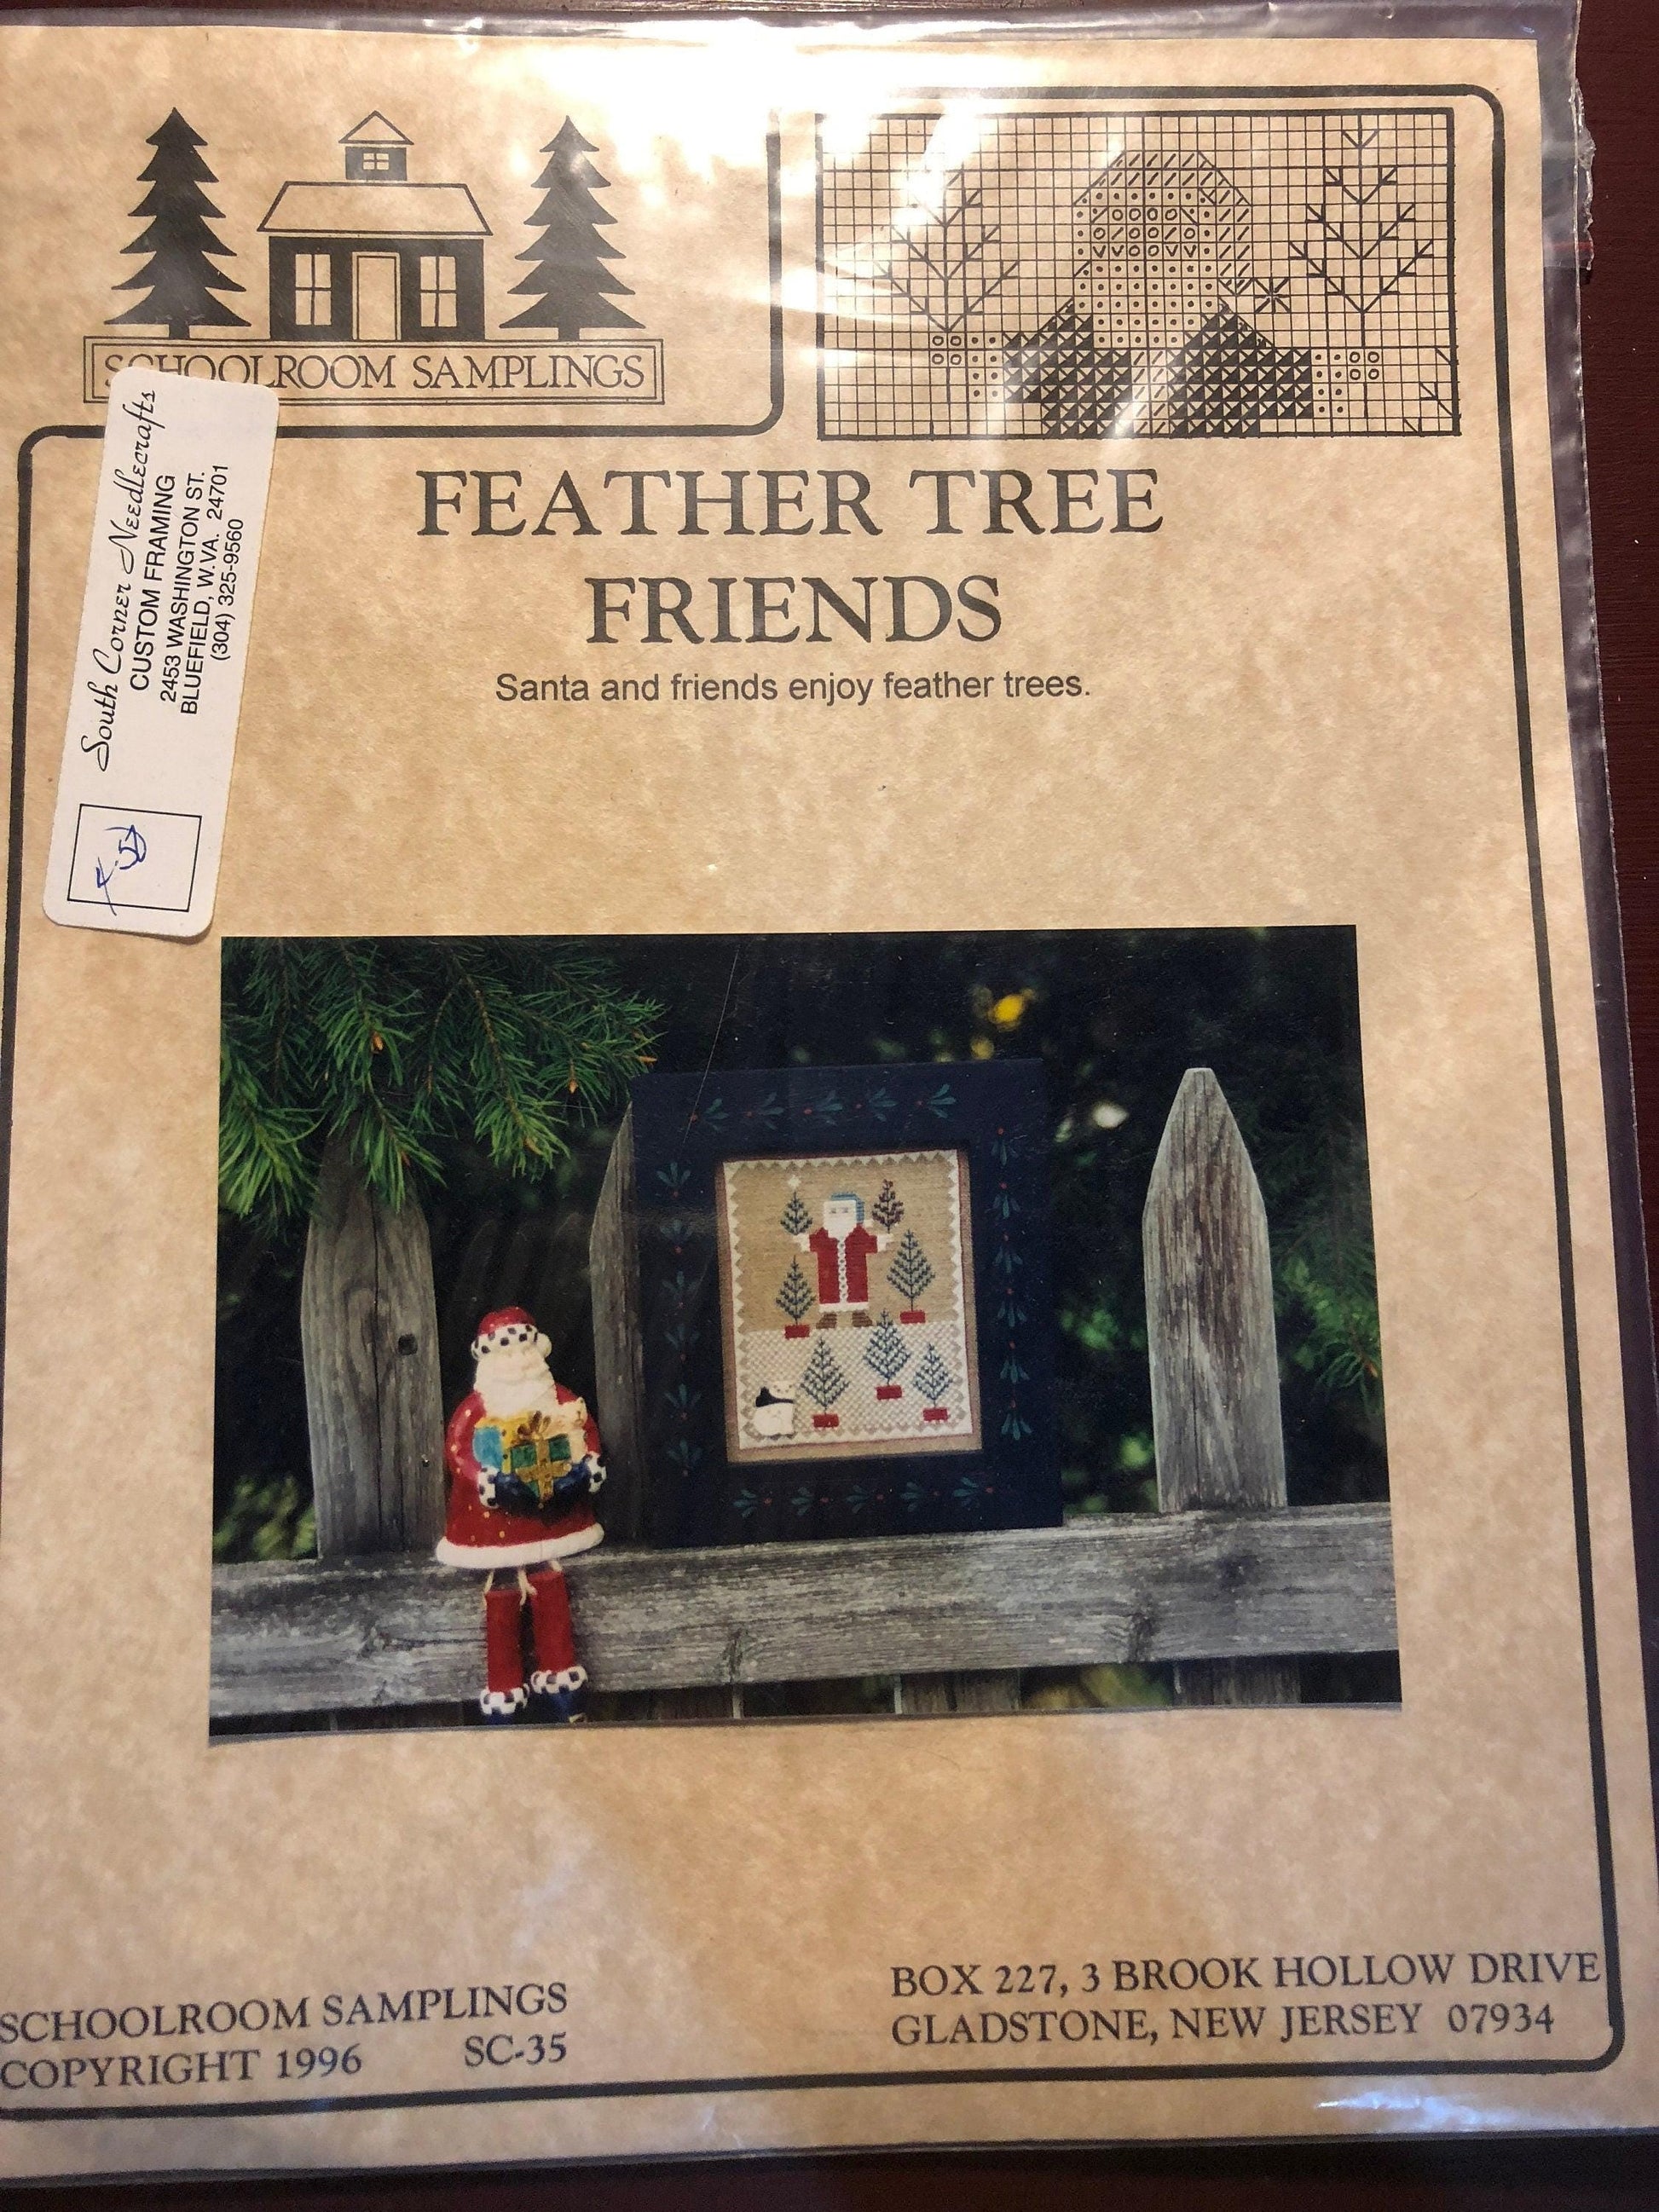 SCHOOLROOM SAMPLINGS
South Corner Needlecrafts
CUSTOM FRAMING
2453 WASHINGTON ST.
BLUEFIELD, W.VA. 24701
(304) 325-9560
FEATHER TREE
FRIENDS
Santa and friends enjoy feather trees.
SCHOOLROOM SAMPLINGS
COPYRIGHT 1996 SC-35
BOX 227, 3 BROOK HOLLOW DRIVE
GLADSTONE, NEW JERSEY 07934